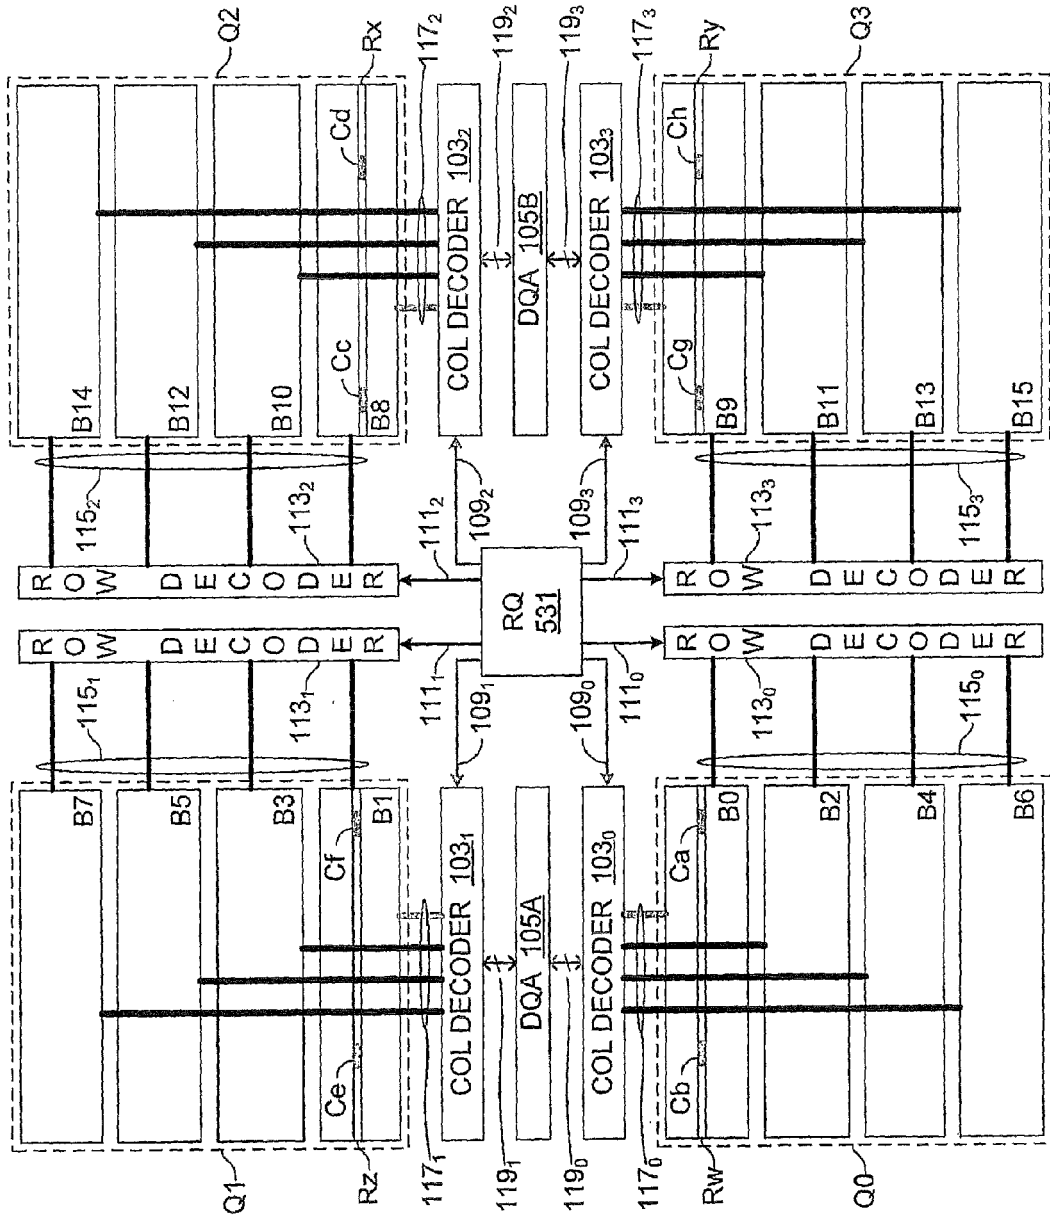 Q1
Rz
117₁
119₁
119₀
117₀
Rw
Q0
B7
B5
B3
B1
Ce
Cf
COL DECODER 103₁
DQA 105A
COL DECODER 103₀
Cb
Ca
B0
B2
B4
B6
115₁
113₁
111₁
109₁
109₀
111₀
113₀
115₀
ROW DECODER
ROW DECODER
RQ
531
ROW DECODER
ROW DECODER
115₂
113₂
111₂
109₂
109₃
111₃
113₃
115₃
B14
B12
B10
B8
Cc
Cd
COL DECODER 103₂
DQA 105B
COL DECODER 103₃
Cg
Ch
B9
B11
B13
B15
Q2
Rx
117₂
119₂
119₃
117₃
Ry
Q3